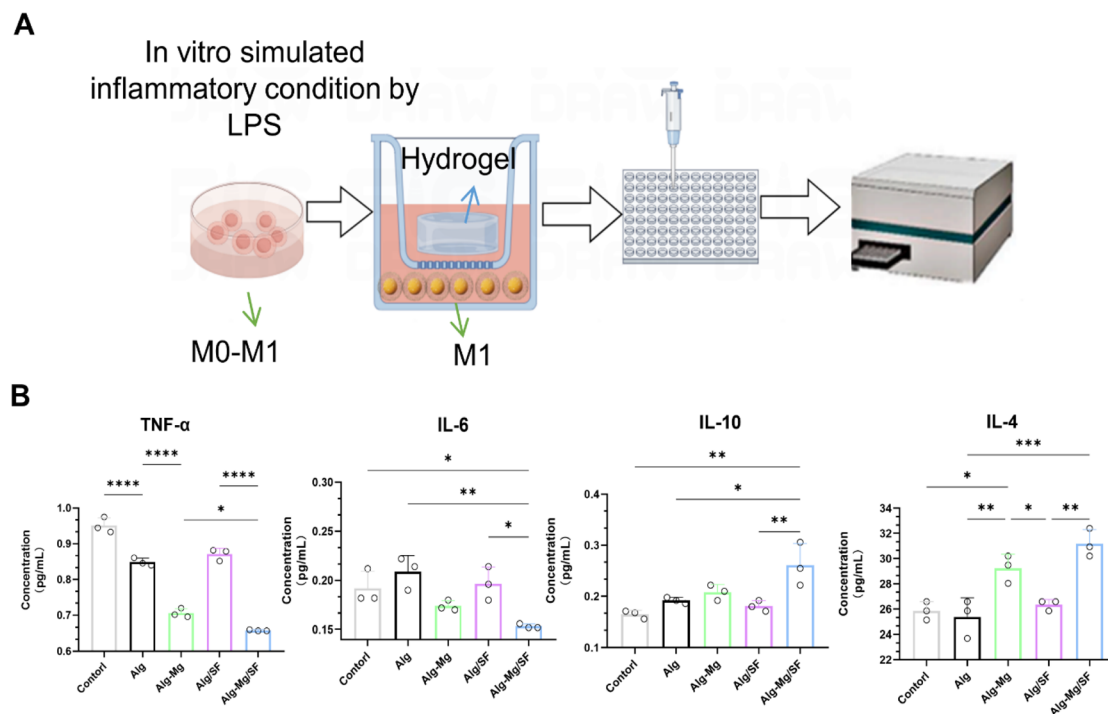 A
In vitro simulated
inflammatory condition by
LPS
Hydrogel
M0-M1
M1
B
TNF-α
****
****
****
*
Concentration
(pg/mL)
1.0
0.9
0.8
0.7
0.6
Contorl
Alg
Alg-Mg
Alg/SF
Alg-Mg/SF
IL-6
*
**
*
Concentration
(pg/mL)
0.30
0.25
0.20
0.15
Contorl
Alg
Alg-Mg
Alg/SF
Alg-Mg/SF
IL-10
**
*
**
Concentration
(pg/mL)
0.4
0.3
0.2
0.1
Contorl
Alg
Alg-Mg
Alg/SF
Alg-Mg/SF
IL-4
***
*
**
*
**
Concentration
(pg/mL)
34
32
30
28
26
24
22
Contorl
Alg
Alg-Mg
Alg/SF
Alg-Mg/SF